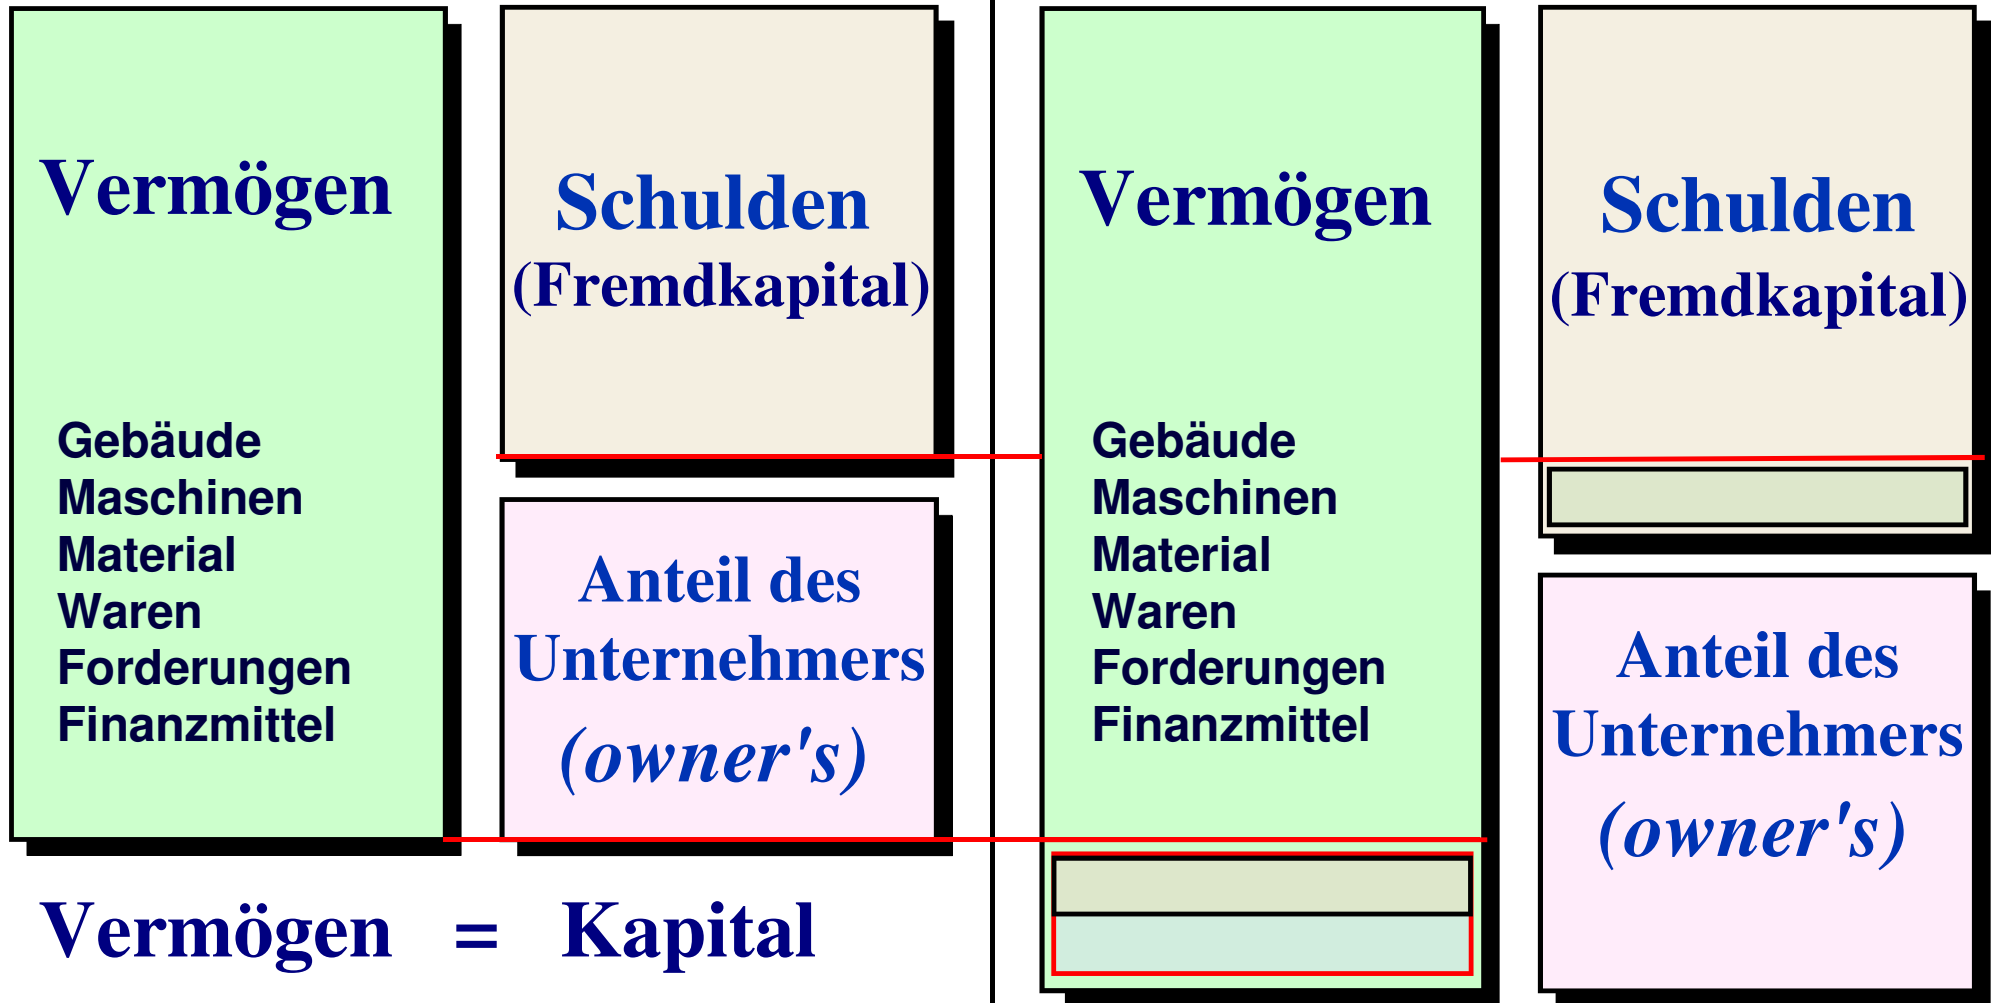 Vermögen
Gebäude
Maschinen
Material
Waren
Forderungen
Finanzmittel
Schulden
(Fremdkapital)
Anteil des
Unternehmers
(owner's)
Vermögen = Kapital
Vermögen
Gebäude
Maschinen
Material
Waren
Forderungen
Finanzmittel
Schulden
(Fremdkapital)
Anteil des
Unternehmers
(owner's)